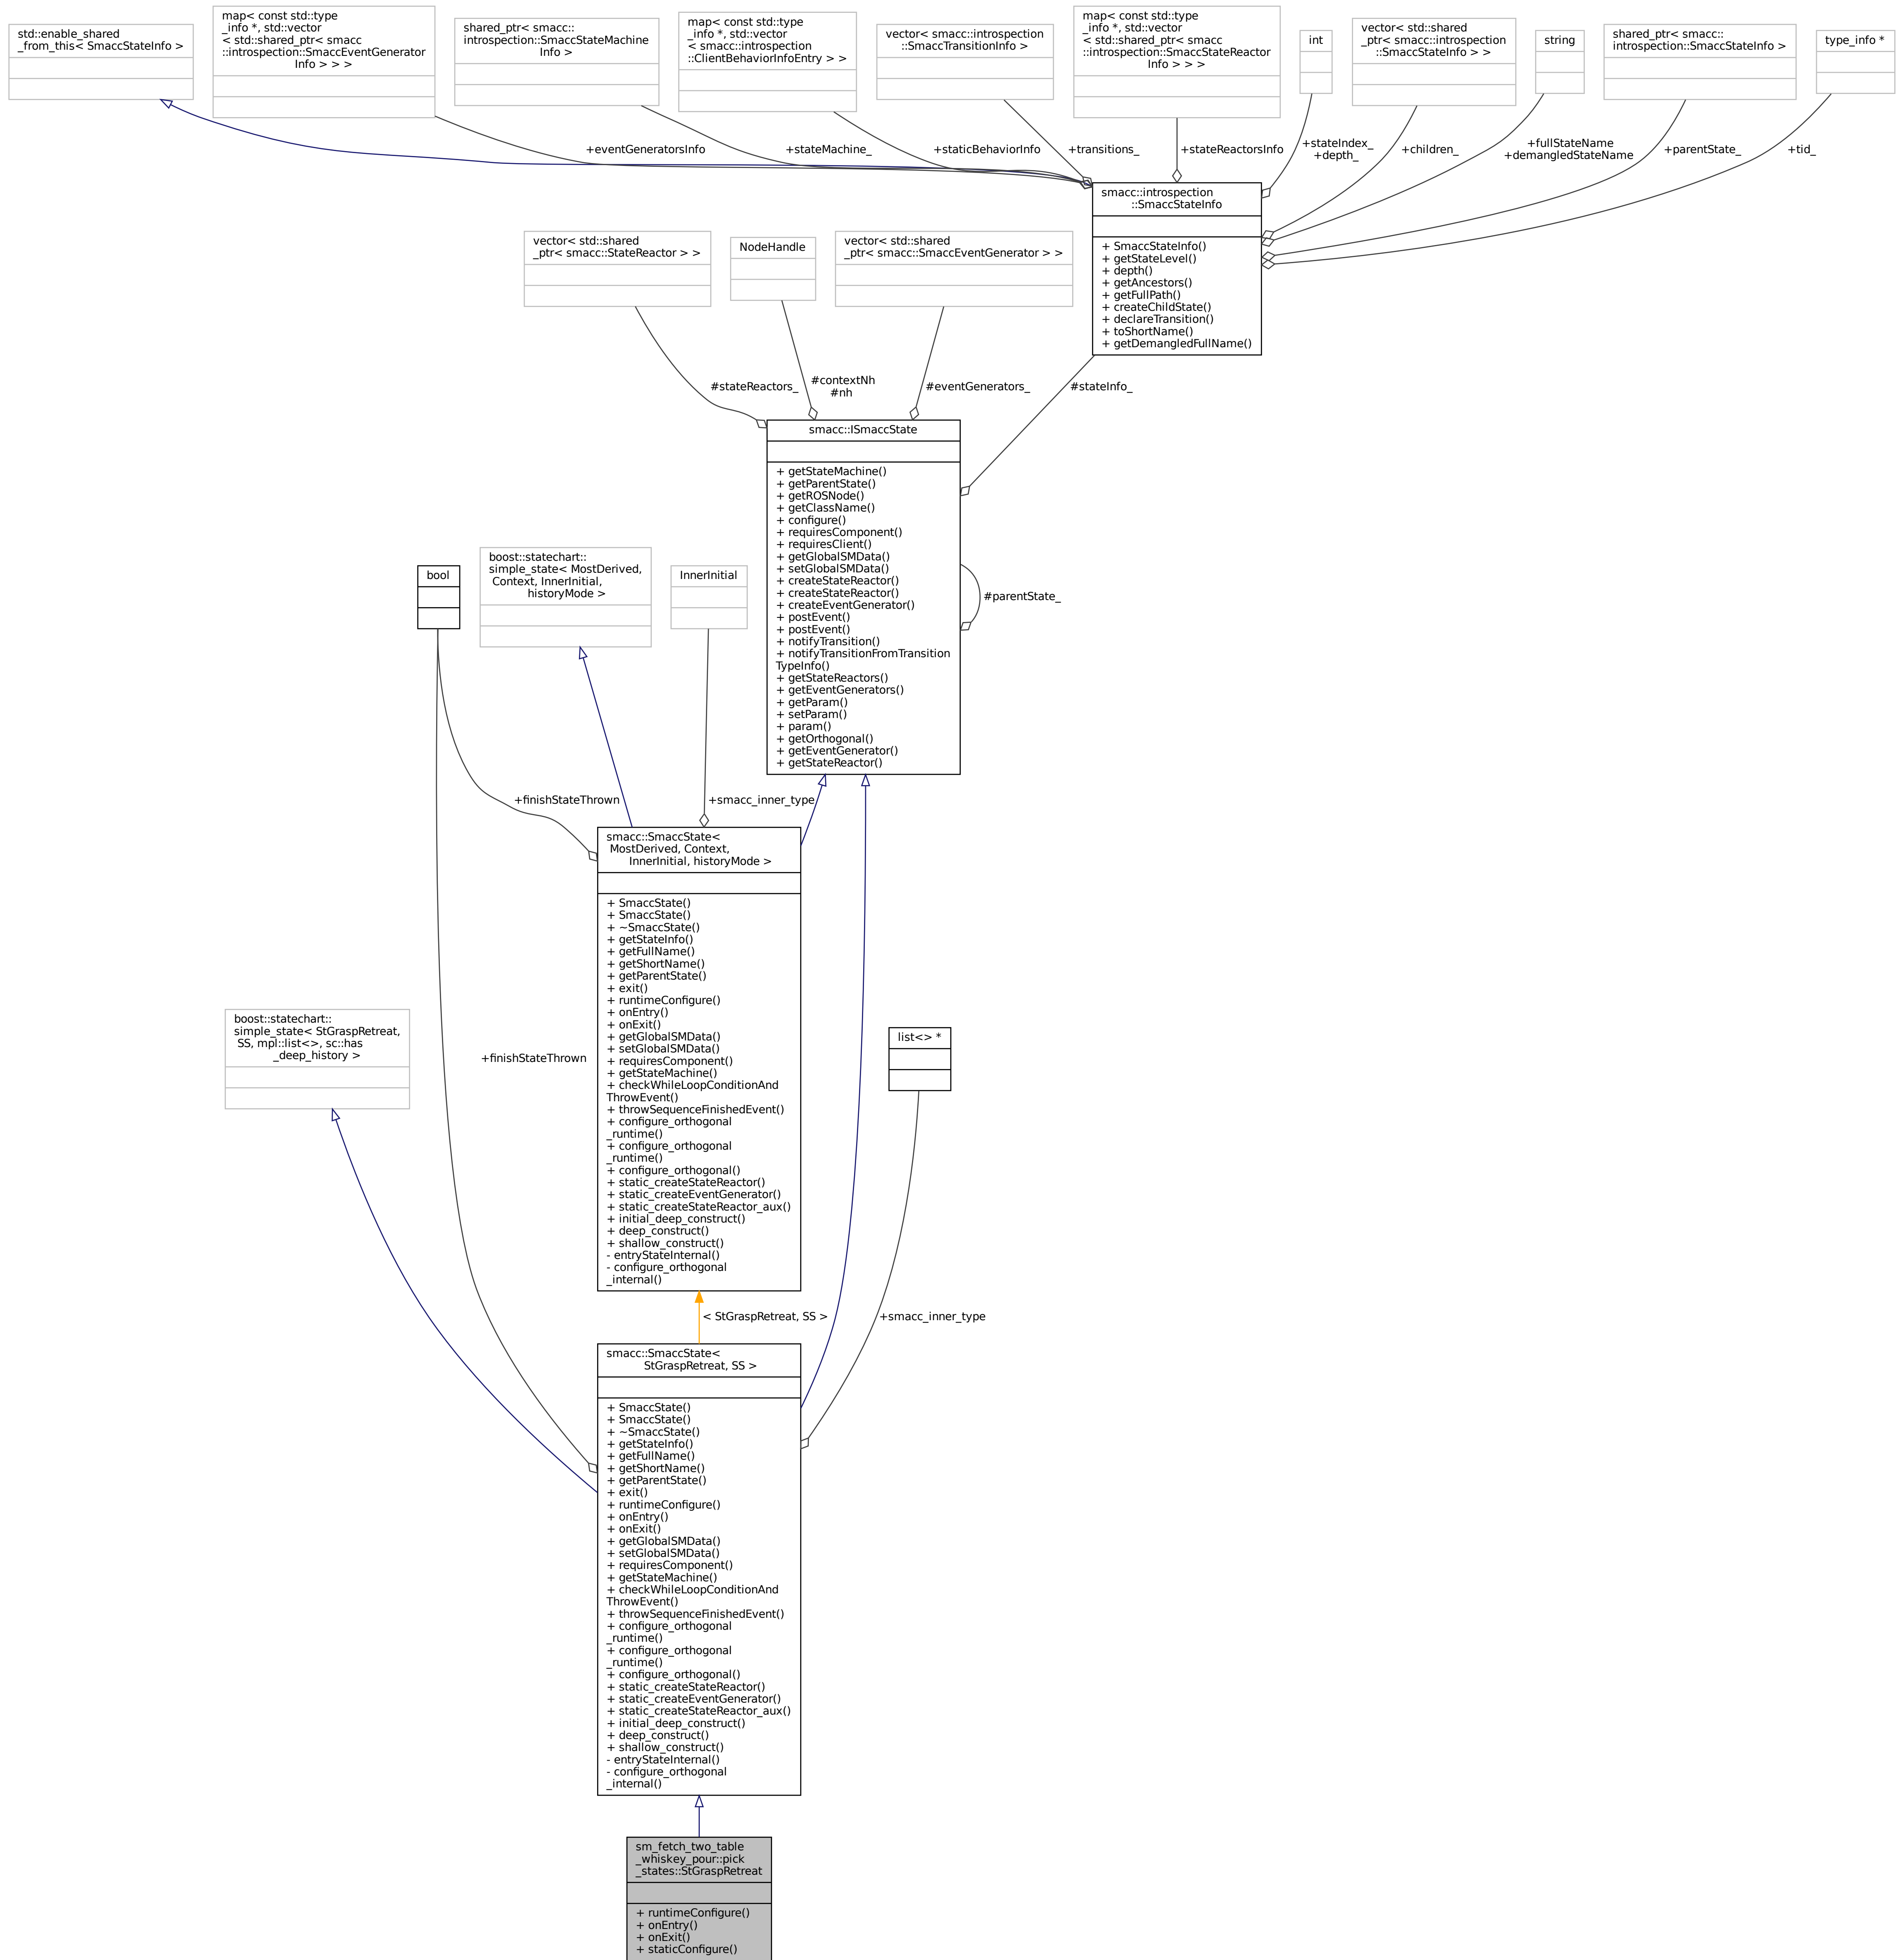 std::enable_shared
_from_this< SmaccStateInfo >
map< const std::type
_info *, std::vector
< std::shared_ptr< smacc
::introspection::SmaccEventGenerator
Info > > >
shared_ptr< smacc::
introspection::SmaccStateMachine
Info >
map< const std::type
_info *, std::vector
< smacc::introspection
::ClientBehaviorInfoEntry > >
vector< smacc::introspection
::SmaccTransitionInfo >
map< const std::type
_info *, std::vector
< std::shared_ptr< smacc
::introspection::SmaccStateReactor
Info > > >
int
vector< std::shared
_ptr< smacc::introspection
::SmaccStateInfo > >
string
shared_ptr< smacc::
introspection::SmaccStateInfo >
type_info *
+eventGeneratorsInfo
+stateMachine_
+staticBehaviorInfo
+transitions_
+stateReactorsInfo
+stateIndex_
+depth_
+children_
+fullStateName
+demangledStateName
+parentState_
+tid_
smacc::introspection
::SmaccStateInfo
+ SmaccStateInfo()
+ getStateLevel()
+ depth()
+ getAncestors()
+ getFullPath()
+ createChildState()
+ declareTransition()
+ toShortName()
+ getDemangledFullName()
vector< std::shared
_ptr< smacc::StateReactor > >
NodeHandle
vector< std::shared
_ptr< smacc::SmaccEventGenerator > >
#stateReactors_
#contextNh
#nh
#eventGenerators_
#stateInfo_
smacc::ISmaccState
+ getStateMachine()
+ getParentState()
+ getROSNode()
+ getClassName()
+ configure()
+ requiresComponent()
+ requiresClient()
+ getGlobalSMData()
+ setGlobalSMData()
+ createStateReactor()
+ createStateReactor()
+ createEventGenerator()
+ postEvent()
+ postEvent()
+ notifyTransition()
+ notifyTransitionFromTransition
TypeInfo()
+ getStateReactors()
+ getEventGenerators()
+ getParam()
+ setParam()
+ param()
+ getOrthogonal()
+ getEventGenerator()
+ getStateReactor()
#parentState_
bool
boost::statechart::
simple_state< MostDerived,
Context, InnerInitial,
historyMode >
InnerInitial
+finishStateThrown
+smacc_inner_type
smacc::SmaccState<
MostDerived, Context,
InnerInitial, historyMode >
+ SmaccState()
+ SmaccState()
+ ~SmaccState()
+ getStateInfo()
+ getFullName()
+ getShortName()
+ getParentState()
+ exit()
+ runtimeConfigure()
+ onEntry()
+ onExit()
+ getGlobalSMData()
+ setGlobalSMData()
+ requiresComponent()
+ getStateMachine()
+ checkWhileLoopConditionAnd
ThrowEvent()
+ throwSequenceFinishedEvent()
+ configure_orthogonal
_runtime()
+ configure_orthogonal
_runtime()
+ configure_orthogonal()
+ static_createStateReactor()
+ static_createEventGenerator()
+ static_createStateReactor_aux()
+ initial_deep_construct()
+ deep_construct()
+ shallow_construct()
- entryStateInternal()
- configure_orthogonal
_internal()
boost::statechart::
simple_state< StGraspRetreat,
SS, mpl::list<>, sc::has
_deep_history >
+finishStateThrown
list<> *
< StGraspRetreat, SS >
+smacc_inner_type
smacc::SmaccState<
StGraspRetreat, SS >
+ SmaccState()
+ SmaccState()
+ ~SmaccState()
+ getStateInfo()
+ getFullName()
+ getShortName()
+ getParentState()
+ exit()
+ runtimeConfigure()
+ onEntry()
+ onExit()
+ getGlobalSMData()
+ setGlobalSMData()
+ requiresComponent()
+ getStateMachine()
+ checkWhileLoopConditionAnd
ThrowEvent()
+ throwSequenceFinishedEvent()
+ configure_orthogonal
_runtime()
+ configure_orthogonal
_runtime()
+ configure_orthogonal()
+ static_createStateReactor()
+ static_createEventGenerator()
+ static_createStateReactor_aux()
+ initial_deep_construct()
+ deep_construct()
+ shallow_construct()
- entryStateInternal()
- configure_orthogonal
_internal()
sm_fetch_two_table
_whiskey_pour::pick
_states::StGraspRetreat
+ runtimeConfigure()
+ onEntry()
+ onExit()
+ staticConfigure()